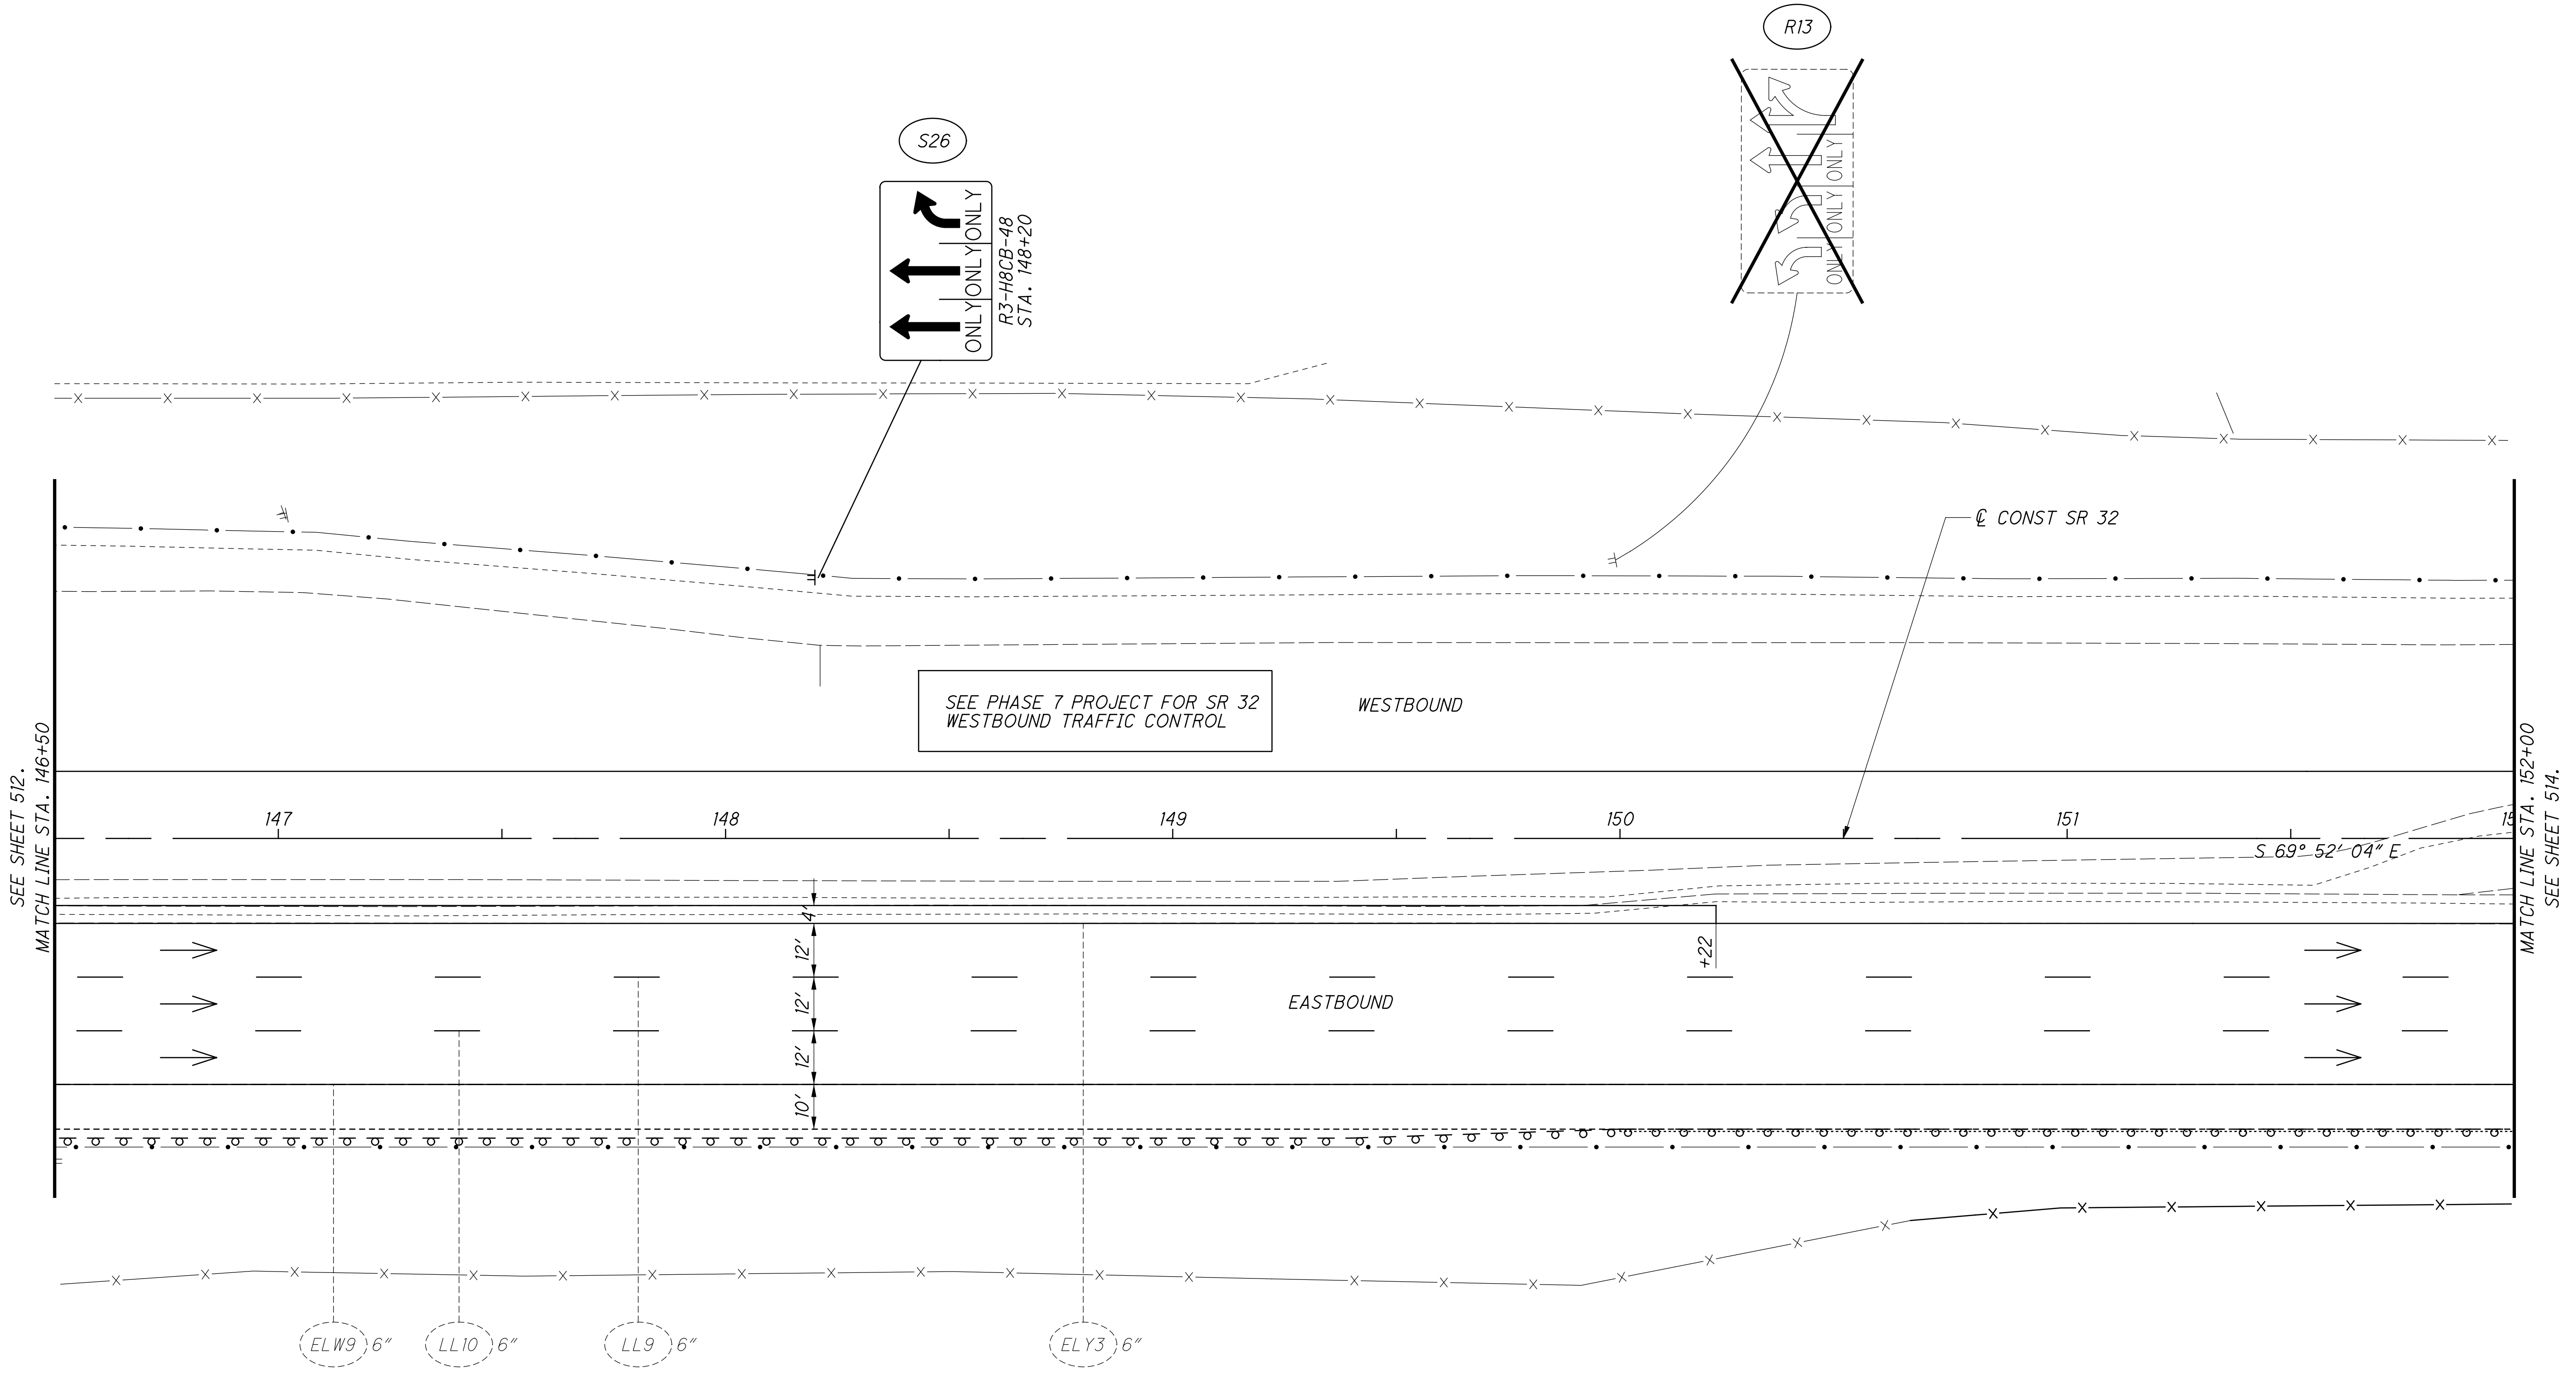 R13
S26
ONLY
ONLY
ONLY
R3-H8CB-48
STA. 148+20
ONLY
ONLY
ONLY
℄ CONST SR 32
SEE PHASE 7 PROJECT FOR SR 32
WESTBOUND TRAFFIC CONTROL
WESTBOUND
SEE SHEET 512.
MATCH LINE STA. 146+50
MATCH LINE STA. 152+00
SEE SHEET 514.
147
148
149
150
151
15
S 69° 52' 04" E
4'
12'
12'
12'
10'
+22
EASTBOUND
ELW9 6"
LL10 6"
LL9 6"
ELY3 6"